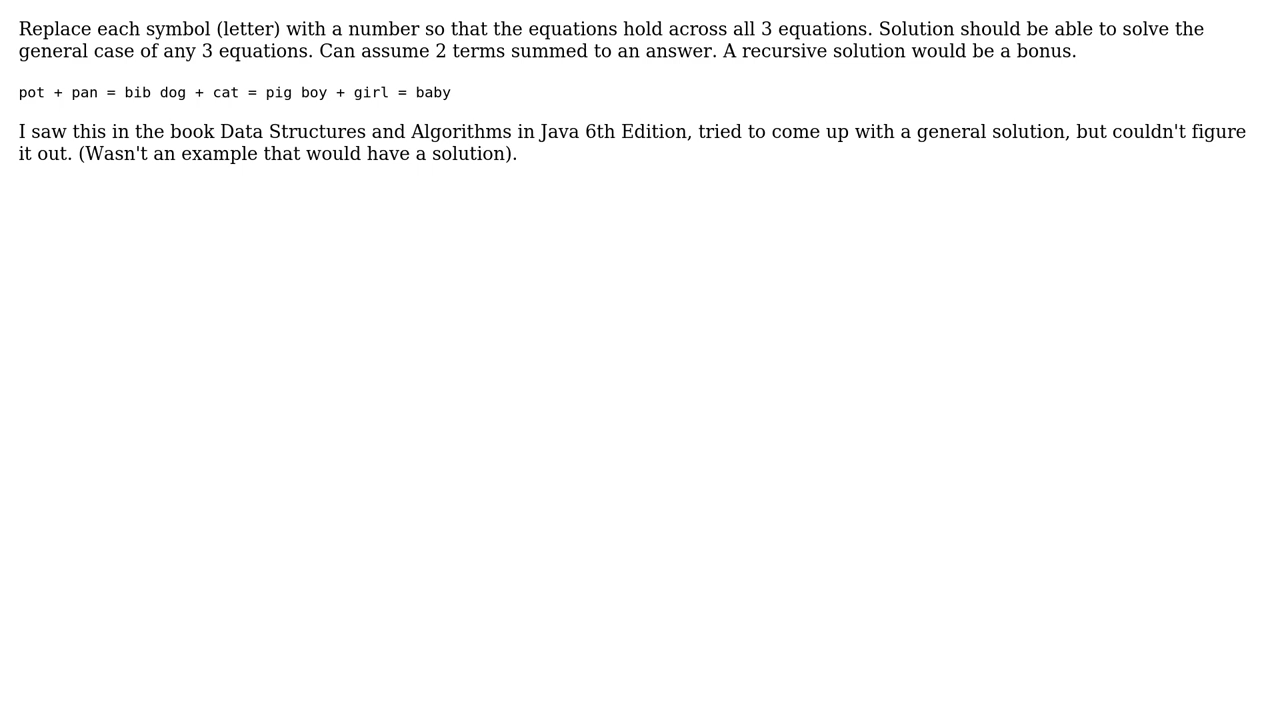 Replace each symbol (letter) with a number so that the equations hold across all 3 equations. Solution should be able to solve the
general case of any 3 equations. Can assume 2 terms summed to an answer. A recursive solution would be a bonus.
pot + pan = bib dog + cat = pig boy + girl = baby
I saw this in the book Data Structures and Algorithms in Java 6th Edition, tried to come up with a general solution, but couldn't figure
it out. (Wasn't an example that would have a solution).